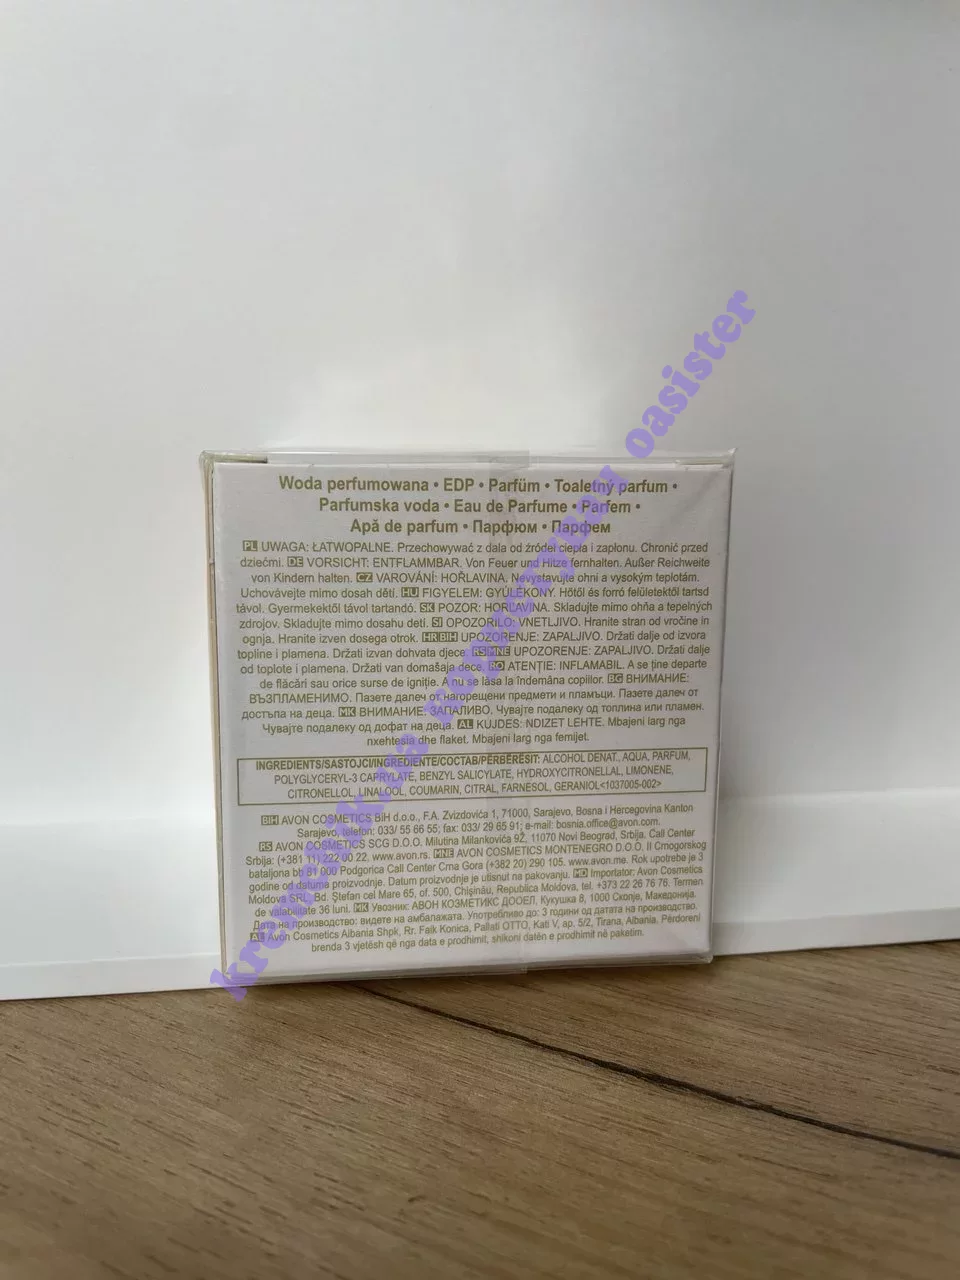 Woda perfumowana • EDP • Parfüm • Toaletný parfum •
Parfumska voda • Eau de Parfume • Parfem •
Apă de parfum • Парфюм • Парфем
PL UWAGA: ŁATWOPALNE. Przechowywać z dala od źródeł ciepła i zapłonu. Chronić przed
dziećmi. DE VORSICHT: ENTFLAMMBAR. Von Feuer und Hitze fernhalten. Außer Reichweite
von Kindern halten. CZ VAROVÁNÍ: HOŘLAVINA. Nevystavujte ohni a vysokým teplotám.
Uchovávejte mimo dosah dětí. HU FIGYELEM: GYÚLÉKONY. Hőtől és forró felületektől tartsd
távol. Gyermekektől távol tartandó. SK POZOR: HORĽAVINA. Skladujte mimo ohňa a tepelných
zdrojov. Skladujte mimo dosahu detí. SI OPOZORILO: VNETLJIVO. Hranite stran od vročine in
ognja. Hranite izven dosega otrok. HR BIH UPOZORENJE: ZAPALJIVO. Držati dalje od izvora
topline i plamena. Držati izvan dohvata djece. RS MNE UPOZORENJE: ZAPALJIVO. Držati dalje
od toplote i plamena. Držati van domašaja dece. RO ATENȚIE: INFLAMABIL. A se ține departe
de flăcări sau orice surse de igniție. A nu se lăsa la îndemâna copiilor. BG ВНИМАНИЕ:
ВЪЗПЛАМЕНИМО. Пазете далеч от нагорещени предмети и пламъци. Пазете далеч от
достъпа на деца. MK ВНИМАНИЕ: ЗАПАЛИВО. Чувајте подалеку од топлина или пламен.
Чувајте подалеку од дофат на деца. AL KUJDES: NDIZET LEHTE. Mbajeni larg nga
nxehtësia dhe flaket. Mbajeni larg nga femijet.
INGREDIENTS/SASTOJCI/INGREDIENTE/СОСТАВ/PËRBËRËSIT: ALCOHOL DENAT., AQUA, PARFUM,
POLYGLYCERYL-3 CAPRYLATE, BENZYL SALICYLATE, HYDROXYCITRONELLAL, LIMONENE,
CITRONELLOL, LINALOOL, COUMARIN, CITRAL, FARNESOL, GERANIOL<1037005-002>
BIH AVON COSMETICS BiH d.o.o., F.A. Zvizdovića 1, 71000, Sarajevo, Bosna i Hercegovina Kanton
Sarajevo, telefon: 033/ 55 66 55; fax: 033/ 29 65 91; e-mail: bosnia.office@avon.com.
RS AVON COSMETICS SCG D.O.O. Milutina Milankovića 9ž, 11070 Novi Beograd, Srbija. Call Center
Srbija: (+381 11) 222 00 22, www.avon.rs. MNE AVON COSMETICS MONTENEGRO D.O.O. II Crnogorskog
bataljona bb 81 000 Podgorica Call Center Crna Gora (+382 20) 290 105. www.avon.me. Rok upotrebe je 3
godine od datuma proizvodnje. Datum proizvodnje je utisnut na pakovanju. MD Importator: Avon Cosmetics
Moldova SRL, Bd. Ștefan cel Mare 65, of. 500, Chişinău, Republica Moldova, tel. +373 22 26 76 76. Termen
de valabilitate 36 luni. MK Увозник: АВОН КОЗМЕТИКС ДООЕЛ, Кукушка 8, 1000 Скопје, Македонија.
Дата на производство: видете на амбалажата. Употребливо до: 3 години од датата на производство.
AL Avon Cosmetics Albania Shpk, Rr. Faik Konica, Pallati OTTO, Kati V, ap. 5/2, Tirana, Albania. Përdoreni
brenda 3 vjetësh që nga data e prodhimit, shikoni datën e prodhimit në paketim.
oasister